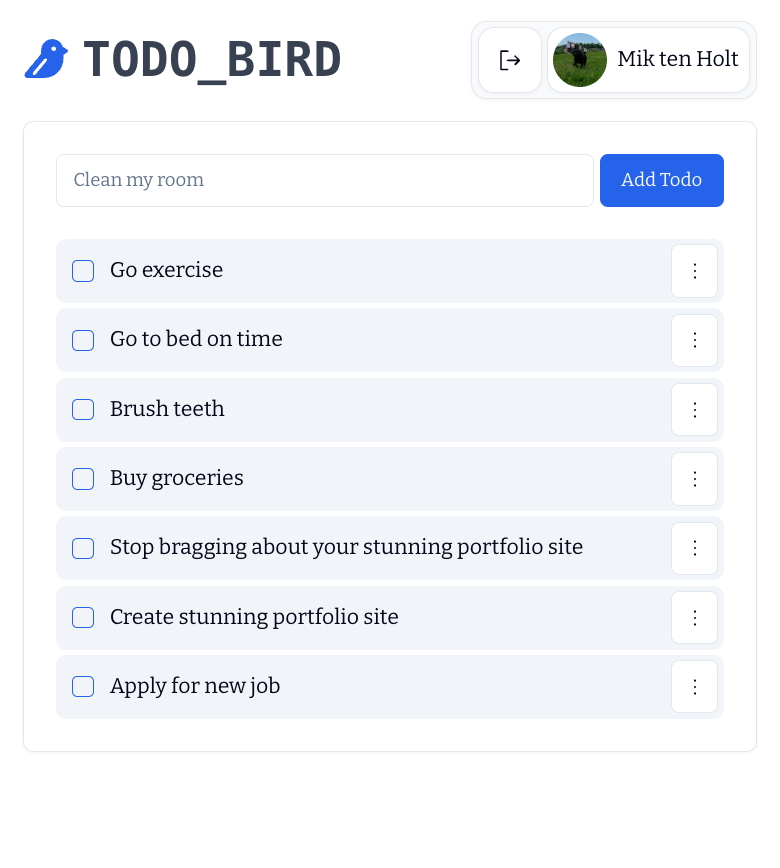 TODO_BIRD
Mik ten Holt
Clean my room
Add Todo
Go exercise
Go to bed on time
Brush teeth
Buy groceries
Stop bragging about your stunning portfolio site
Create stunning portfolio site
Apply for new job